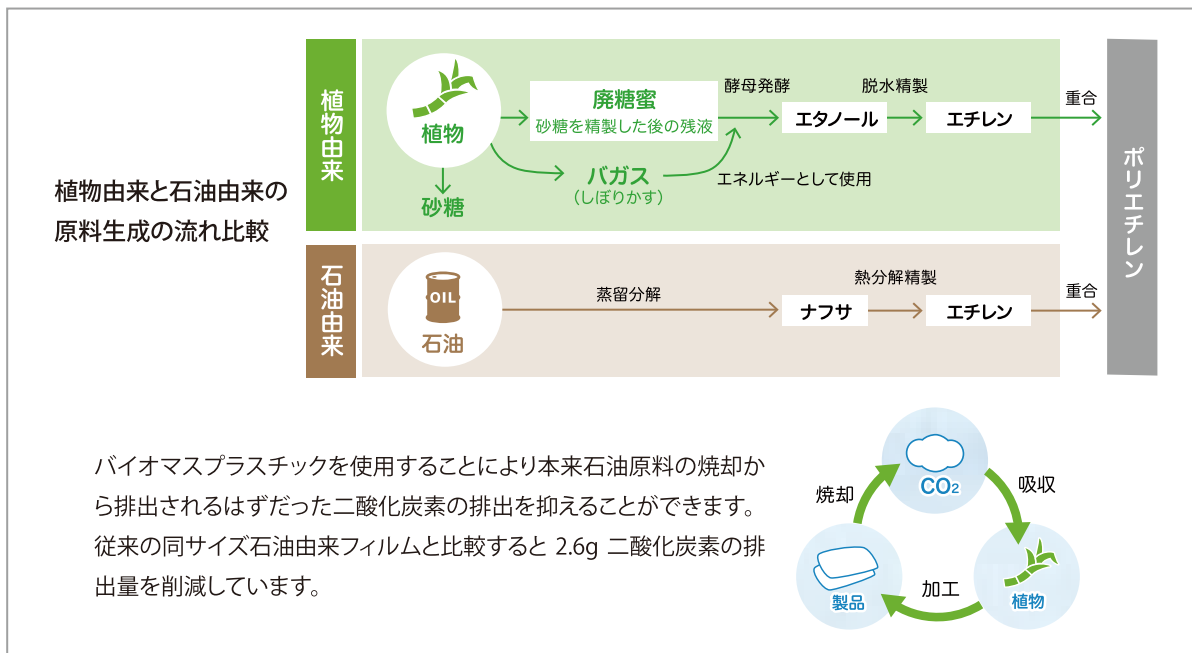 植物由来と石油由来の
原料生成の流れ比較
植物由来
植物
砂糖
廃糖蜜
砂糖を精製した後の残液
バガス
（しぼりかす）
酵母発酵
エネルギーとして使用
エタノール
脱水精製
エチレン
重合
石油由来
OIL
石油
蒸留分解
ナフサ
熱分解精製
エチレン
重合
ポリエチレン
バイオマスプラスチックを使用することにより本来石油原料の焼却か
ら排出されるはずだった二酸化炭素の排出を抑えることができます。
従来の同サイズ石油由来フィルムと比較すると 2.6g 二酸化炭素の排
出量を削減しています。
CO₂
吸収
植物
加工
製品
焼却